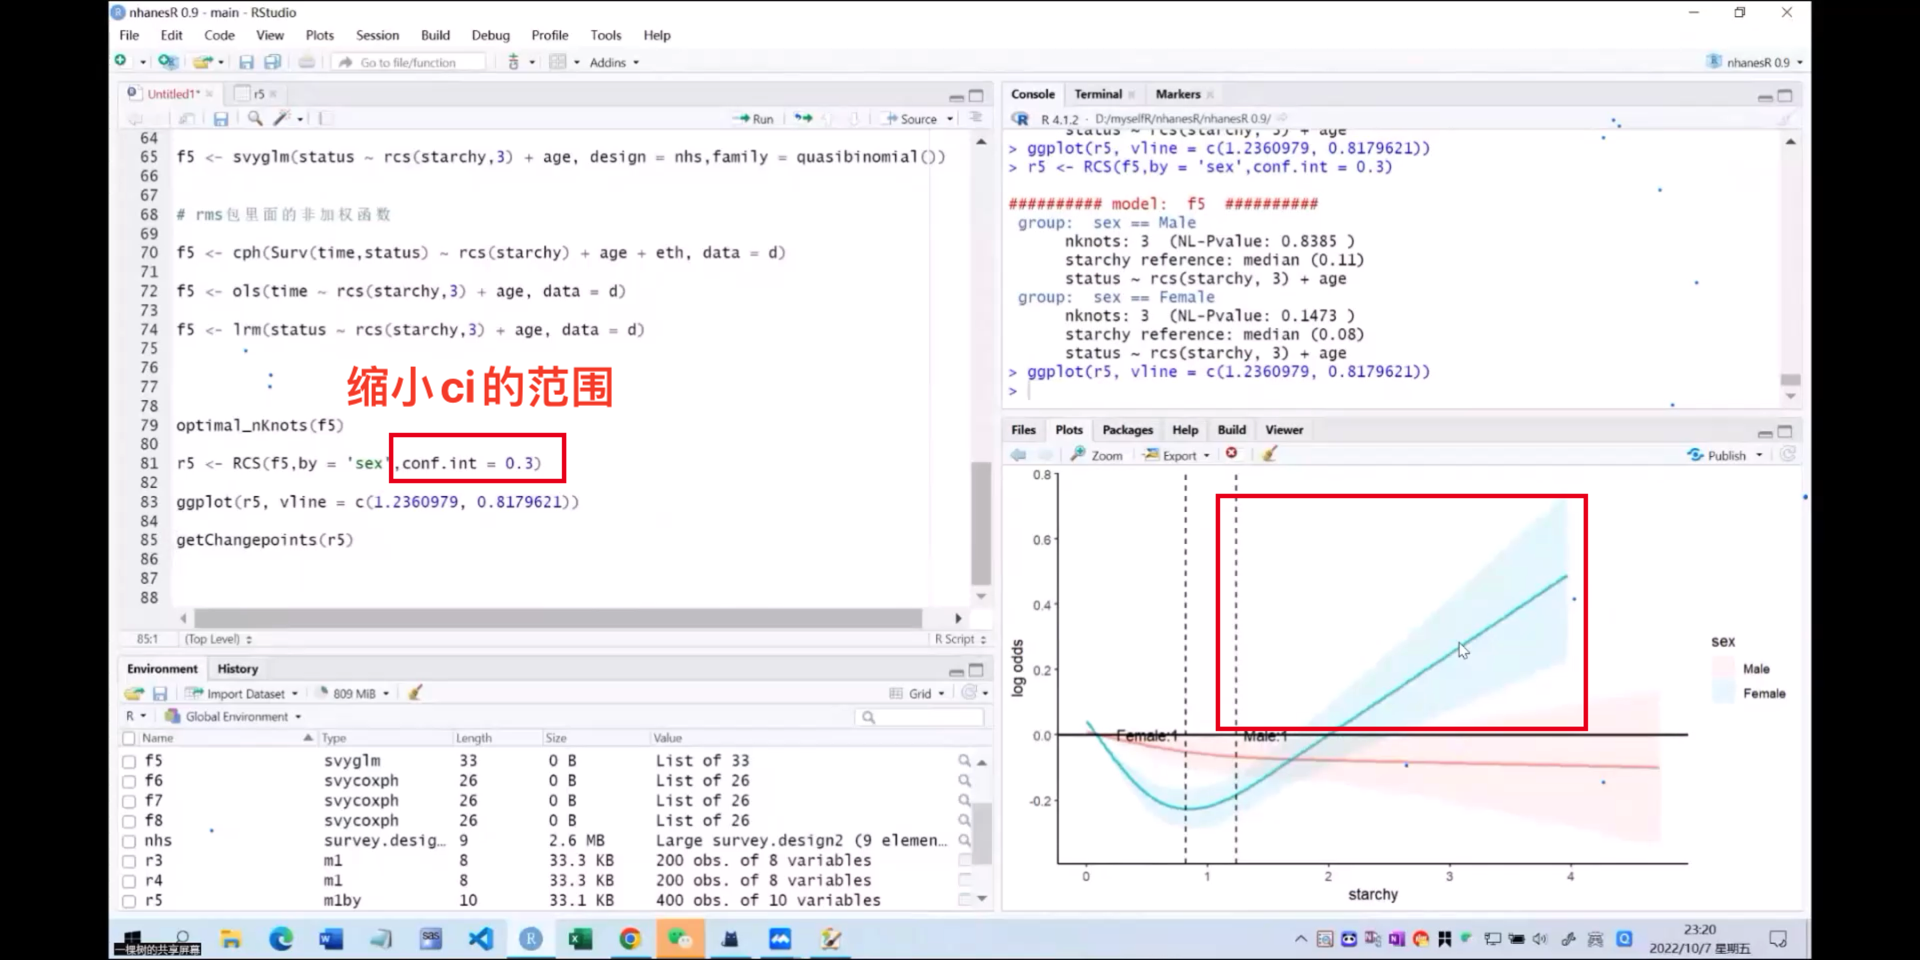 nhanesR 0.9 - main - RStudio
File Edit Code View Plots Session Build Debug Profile Tools Help
Go to file/function Addins nhanesR 0.9
Untitled1* r5
Run Source
64
65 f5 <- svyglm(status ~ rcs(starchy,3) + age, design = nhs,family = quasibinomial())
66
67
68 # rms包里面的非加权函数
69
70 f5 <- cph(Surv(time,status) ~ rcs(starchy) + age + eth, data = d)
71
72 f5 <- ols(time ~ rcs(starchy,3) + age, data = d)
73
74 f5 <- lrm(status ~ rcs(starchy,3) + age, data = d)
75
76
77
缩小ci的范围
78
79 optimal_nKnots(f5)
80
81 r5 <- RCS(f5,by = 'sex',conf.int = 0.3)
82
83 ggplot(r5, vline = c(1.2360979, 0.8179621))
84
85 getChangepoints(r5)
86
87
88
85:1 (Top Level) R Script
Environment History
Import Dataset 809 MiB Grid
R Global Environment
Name Type Length Size Value
f5 svyglm 33 0 B List of 33
f6 svycoxph 26 0 B List of 26
f7 svycoxph 26 0 B List of 26
f8 svycoxph 26 0 B List of 26
nhs survey.desig… 9 2.6 MB Large survey.design2 (9 elemen…
r3 m1 8 33.3 KB 200 obs. of 8 variables
r4 m1 8 33.3 KB 200 obs. of 8 variables
r5 m1by 10 33.1 KB 400 obs. of 10 variables
Console Terminal Markers
R 4.1.2 · D:/myselfR/nhanesR/nhanesR 0.9/
status ~ rcs(starchy, 3) + age
> ggplot(r5, vline = c(1.2360979, 0.8179621))
> r5 <- RCS(f5,by = 'sex',conf.int = 0.3)
########## model: f5 ##########
group: sex == Male
nknots: 3 (NL-Pvalue: 0.8385 )
starchy reference: median (0.11)
status ~ rcs(starchy, 3) + age
group: sex == Female
nknots: 3 (NL-Pvalue: 0.1473 )
starchy reference: median (0.08)
status ~ rcs(starchy, 3) + age
> ggplot(r5, vline = c(1.2360979, 0.8179621))
>
Files Plots Packages Help Build Viewer
Zoom Export Publish
0.8
0.6
0.4
0.2
0.0
-0.2
log odds
Female:1 Male:1
0 1 2 3 4
starchy
sex
Male
Female
一棵树的共享屏幕
sas
23:20
2022/10/7 星期五